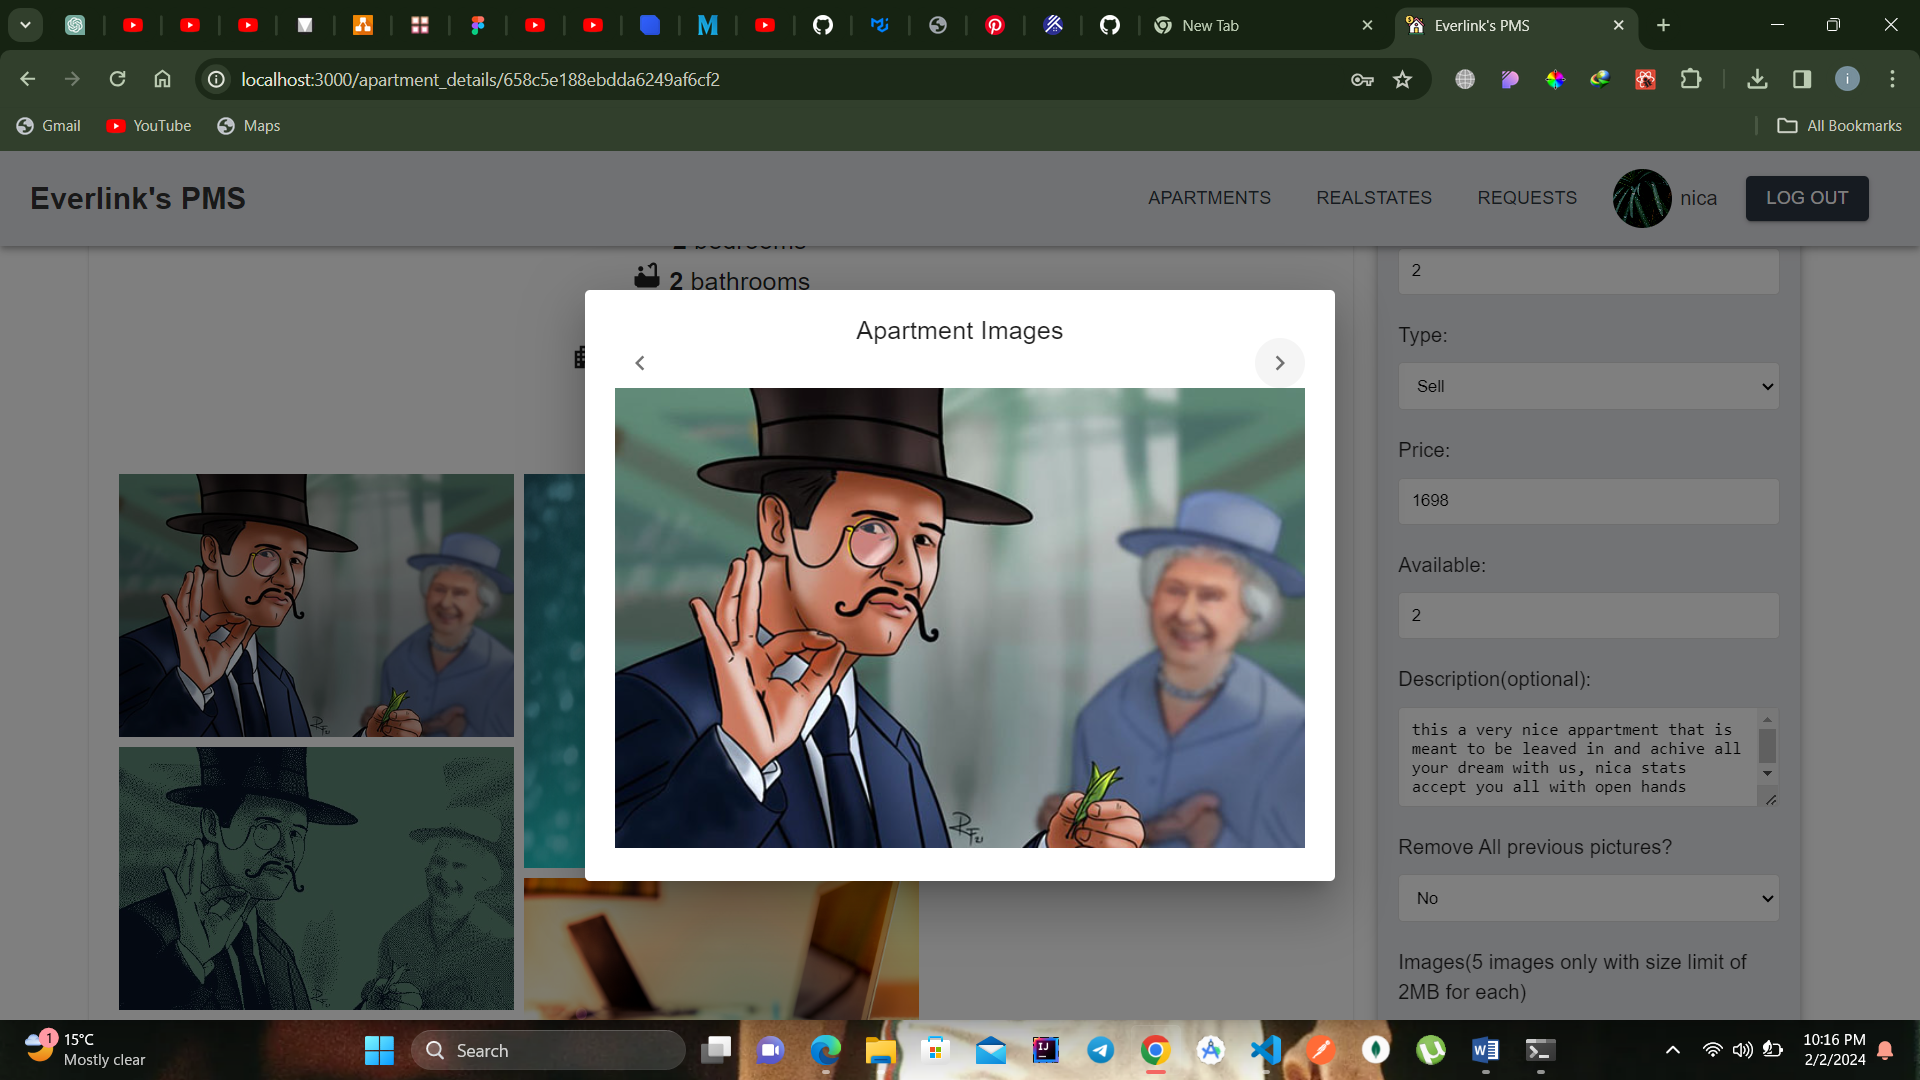 New Tab
Everlink's PMS
localhost:3000/apartment_details/658c5e188ebdda6249af6cf2
i
Gmail
YouTube
Maps
All Bookmarks
Everlink's PMS
APARTMENTS
REALSTATES
REQUESTS
nica
LOG OUT
2 bathrooms
2
Apartment Images
Type:
Sell
Price:
1698
Available:
2
Description(optional):
this a very nice appartment that is
meant to be leaved in and achive all
your dream with us, nica stats
accept you all with open hands
Remove All previous pictures?
No
Images(5 images only with size limit of
2MB for each)
1
15°C
Mostly clear
Search
10:16 PM
2/2/2024